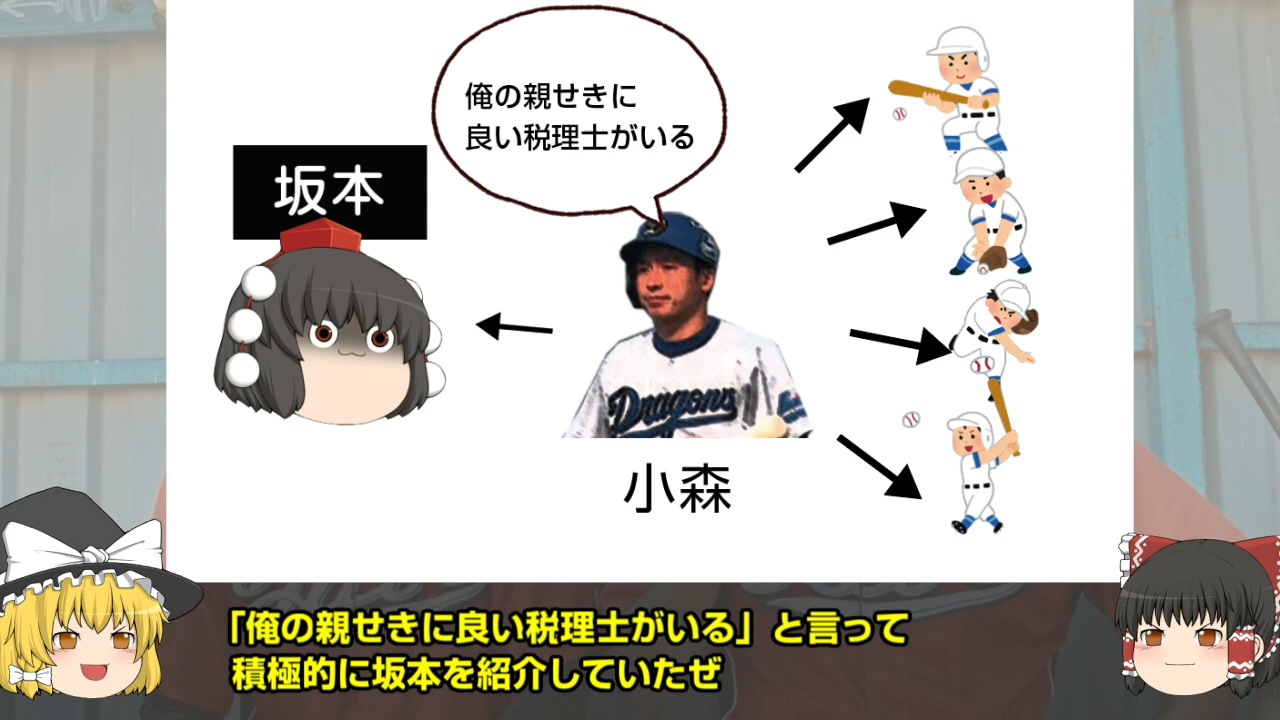 俺の親せきに
良い税理士がいる
坂本
Dragons
小森
「俺の親せきに良い税理士がいる」と言って
積極的に坂本を紹介していたぜ